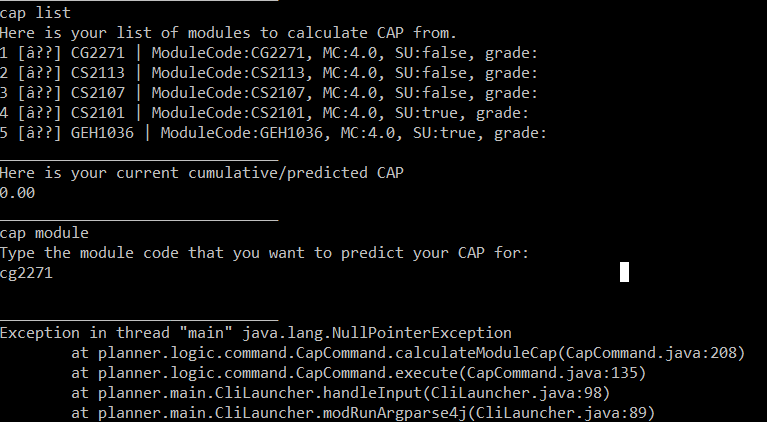 cap list
Here is your list of modules to calculate CAP from.
1 [â??] CG2271 | ModuleCode:CG2271, MC:4.0, SU:false, grade:
2 [â??] CS2113 | ModuleCode:CS2113, MC:4.0, SU:false, grade:
3 [â??] CS2107 | ModuleCode:CS2107, MC:4.0, SU:false, grade:
4 [â??] CS2101 | ModuleCode:CS2101, MC:4.0, SU:true, grade:
5 [â??] GEH1036 | ModuleCode:GEH1036, MC:4.0, SU:true, grade:
_______________________________
Here is your current cumulative/predicted CAP
0.00
_______________________________
cap module
Type the module code that you want to predict your CAP for:
cg2271
_______________________________
Exception in thread "main" java.lang.NullPointerException
        at planner.logic.command.CapCommand.calculateModuleCap(CapCommand.java:208)
        at planner.logic.command.CapCommand.execute(CapCommand.java:135)
        at planner.main.CliLauncher.handleInput(CliLauncher.java:98)
        at planner.main.CliLauncher.modRunArgparse4j(CliLauncher.java:89)